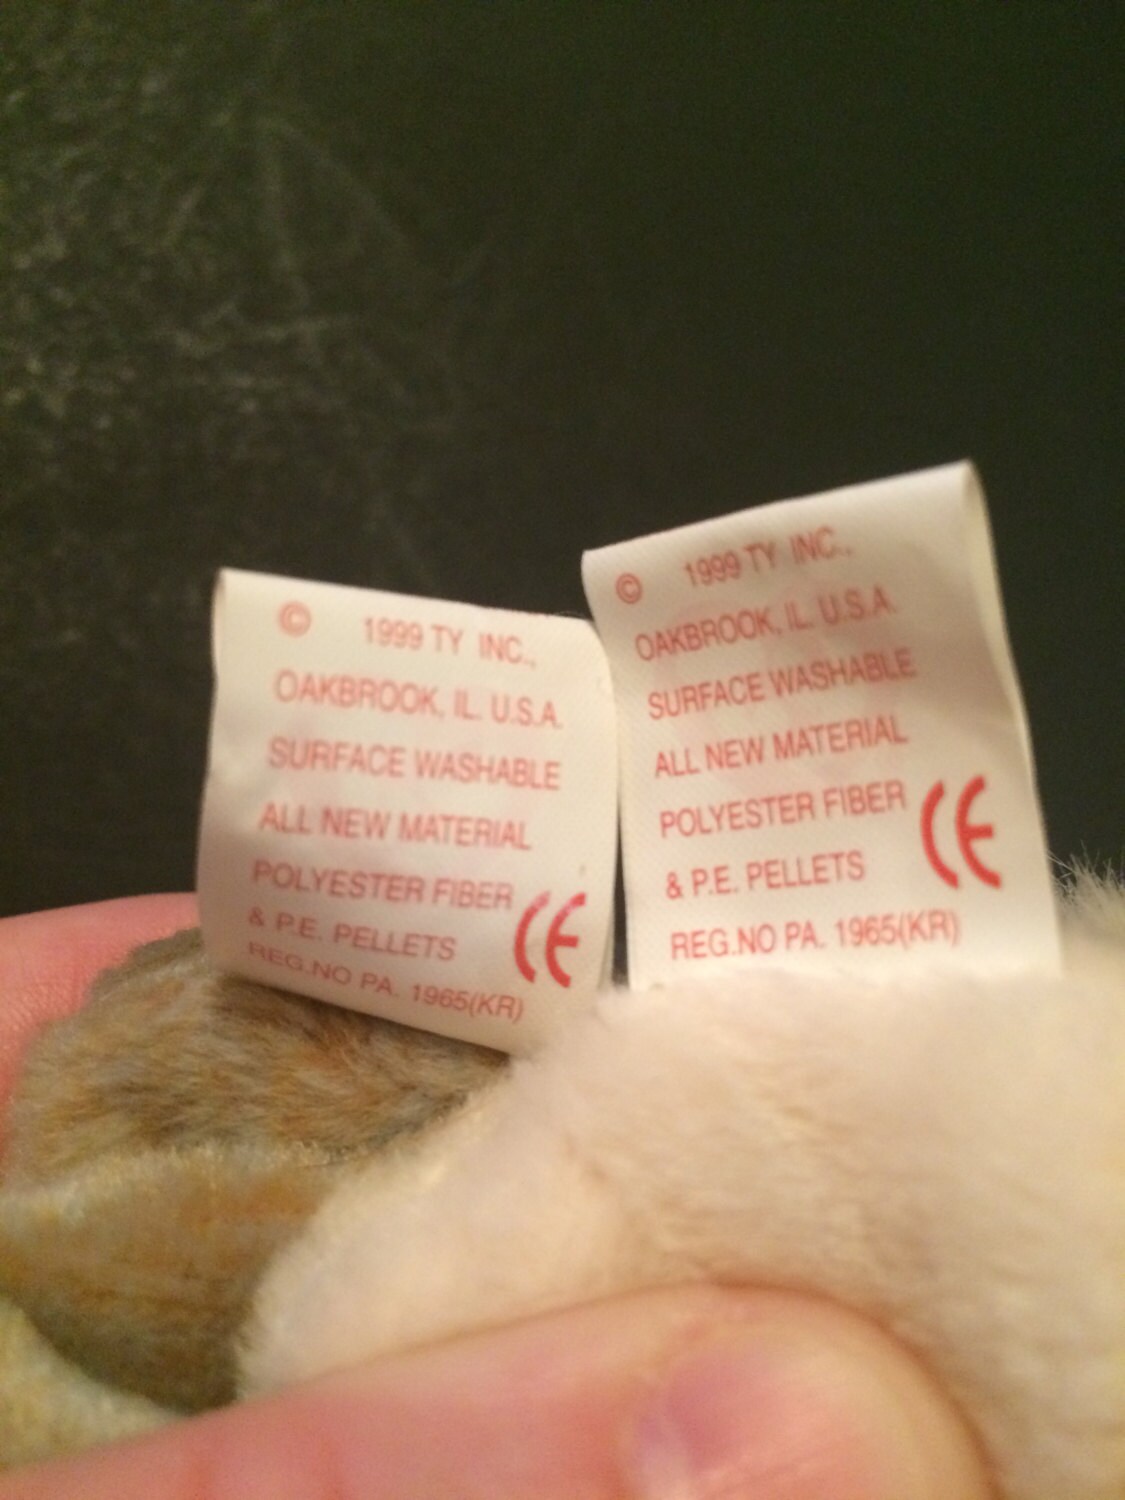 © 1999 TY INC.,
OAKBROOK, IL. U.S.A.
SURFACE WASHABLE
ALL NEW MATERIAL
POLYESTER FIBER
& P.E. PELLETS CE
REG.NO PA. 1965(KR)
© 1999 TY INC.,
OAKBROOK, IL. U.S.A.
SURFACE WASHABLE
ALL NEW MATERIAL
POLYESTER FIBER CE
& P.E. PELLETS
REG.NO PA. 1965(KR)